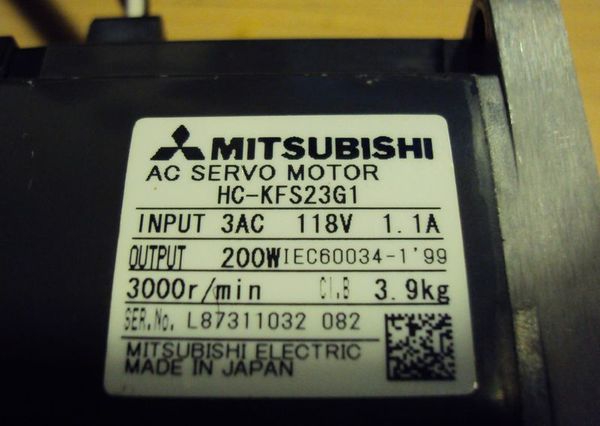 MITSUBISHI
AC SERVO MOTOR
HC-KFS23G1
INPUT 3AC 118V 1.1A
OUTPUT 200W IEC60034-1'99
3000r/min Cl.B 3.9kg
SER.No. L87311032 082
MITSUBISHI ELECTRIC
MADE IN JAPAN